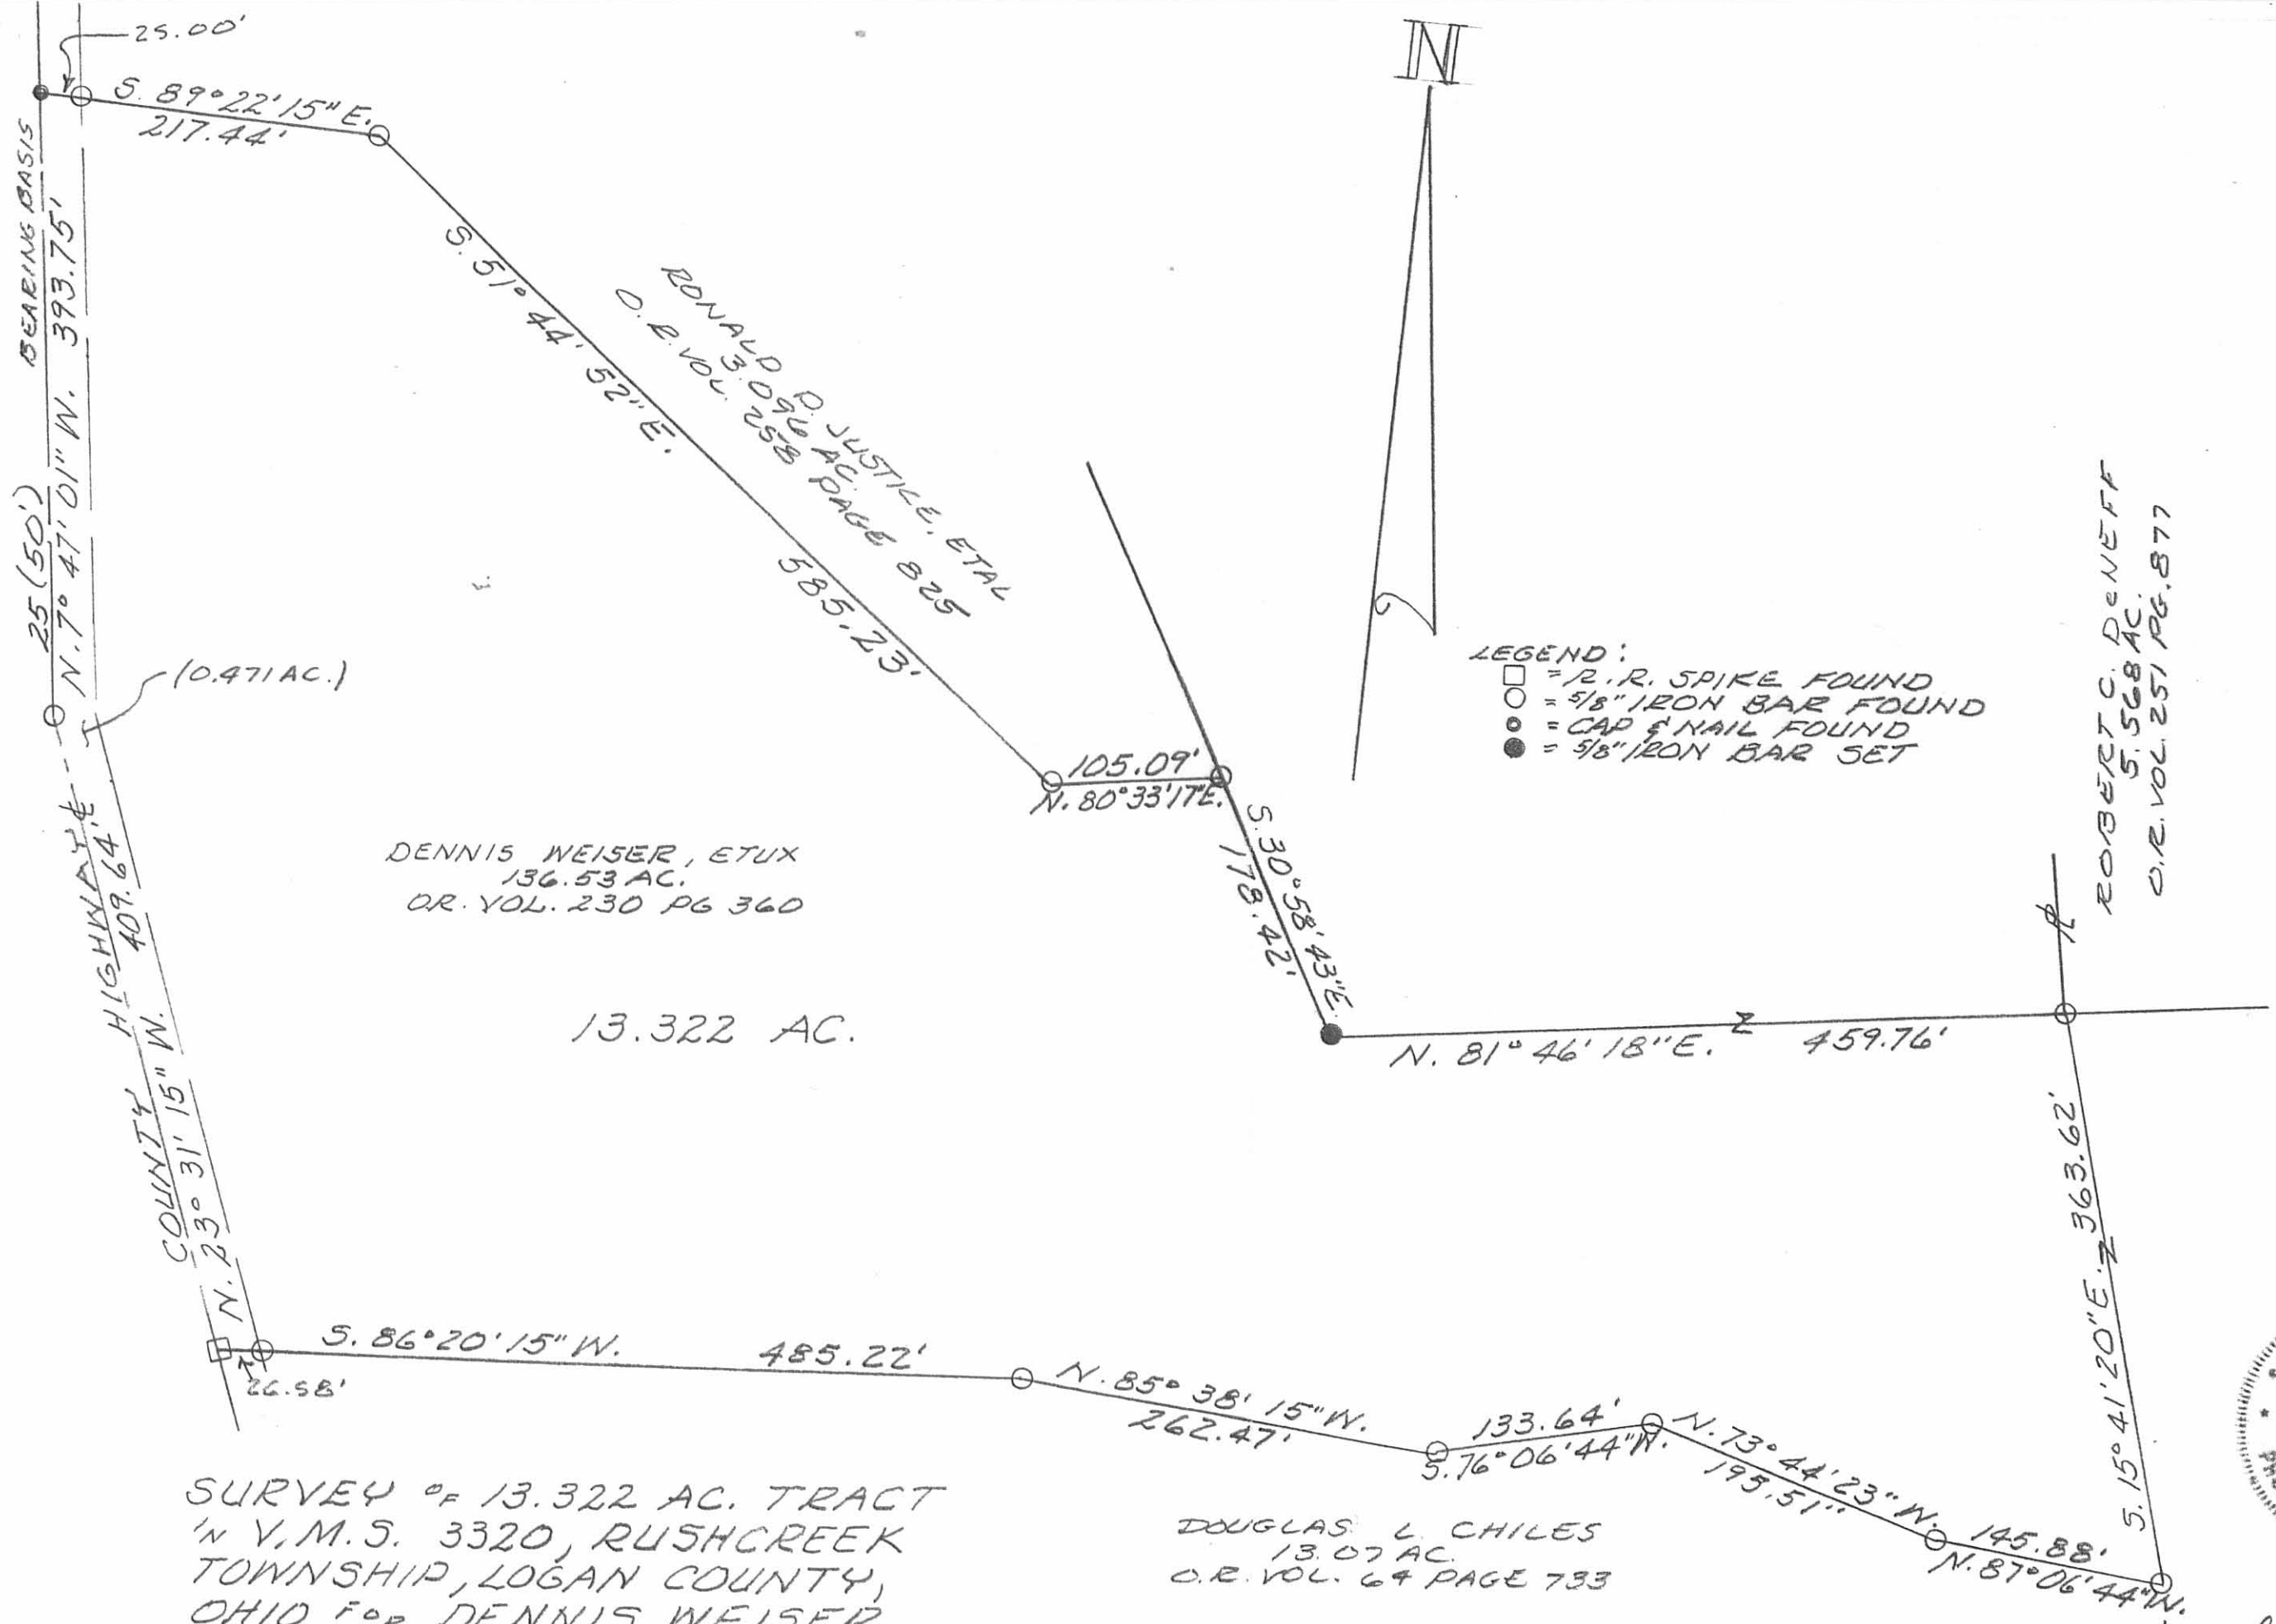 25.00'
N
S. 89°22'15" E.
217.44'
BEARING BASIS
N. 7° 47' 01" W. 393.75'
25 (50')
S. 51° 44' 52" E.
585.23'
RONALD D. JUSTICE, ETAL
3.096 AC.
O.R. VOL. 258 PAGE 825
(0.471 AC.)
LEGEND:
□ = R.R. SPIKE FOUND
○ = 5/8" IRON BAR FOUND
= CAP & NAIL FOUND
● = 5/8" IRON BAR SET
ROBERT C. DENEFF
5.568 AC.
O.R. VOL. 251 PG. 877
105.09'
N. 80°33'17"E.
S. 30°58'43"E.
178.42'
DENNIS WEISER, ETUX
136.53 AC.
O.R. VOL. 230 PG 360
13.322 AC.
COUNTY HIGHWAY ℄
N. 23° 31' 15" W. 409.64'
N. 81° 46' 18"E. Z 459.76'
S. 15° 41' 20"E. Z 363.62'
S. 86°20'15" W. 485.22'
26.58'
N. 85° 38' 15" W.
262.47'
133.64'
S. 76°06'44" W.
N. 73° 44' 23" W.
195.51'
145.88'
N. 87°06'44" W.
SURVEY OF 13.322 AC. TRACT
IN V.M.S. 3320, RUSHCREEK
TOWNSHIP, LOGAN COUNTY,
OHIO FOR DENNIS WEISER
DOUGLAS L. CHILES
13.07 AC.
O.R. VOL. 64 PAGE 733